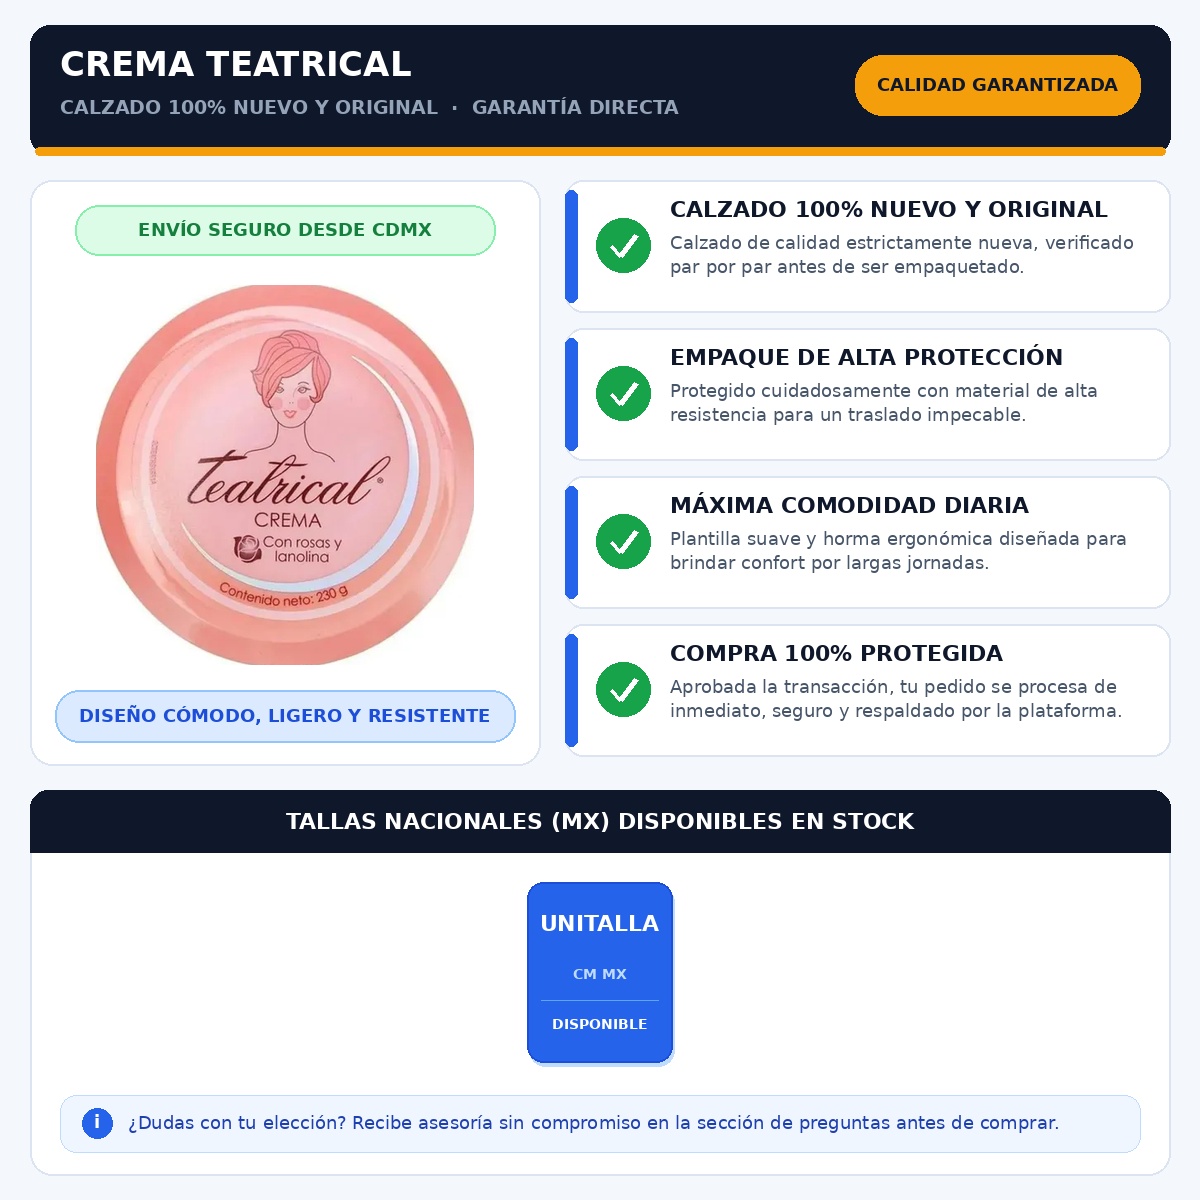 CREMA TEATRICAL
CALZADO 100% NUEVO Y ORIGINAL · GARANTÍA DIRECTA
CALIDAD GARANTIZADA
ENVÍO SEGURO DESDE CDMX
teatrical®
CREMA
Con rosas y
lanolina
Contenido neto: 230 g
DISEÑO CÓMODO, LIGERO Y RESISTENTE
CALZADO 100% NUEVO Y ORIGINAL
Calzado de calidad estrictamente nueva, verificado
par por par antes de ser empaquetado.
EMPAQUE DE ALTA PROTECCIÓN
Protegido cuidadosamente con material de alta
resistencia para un traslado impecable.
MÁXIMA COMODIDAD DIARIA
Plantilla suave y horma ergonómica diseñada para
brindar confort por largas jornadas.
COMPRA 100% PROTEGIDA
Aprobada la transacción, tu pedido se procesa de
inmediato, seguro y respaldado por la plataforma.
TALLAS NACIONALES (MX) DISPONIBLES EN STOCK
UNITALLA
CM MX
DISPONIBLE
i ¿Dudas con tu elección? Recibe asesoría sin compromiso en la sección de preguntas antes de comprar.